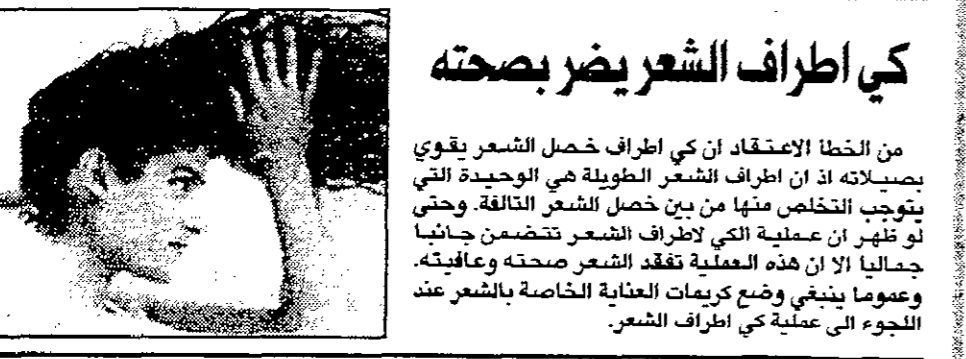 كي اطراف الشعر يضر بصحته
من الخطا الاعتقاد ان كي اطراف خصل الشعر يقوي
بصيلاته اذ ان اطراف الشعر الطويلة هي الوحيدة التي
يتوجب التخلص منها من بين خصل الشعر التالفة. وحتى
لو ظهر ان عملية الكي لاطراف الشعر تتضمن جانبا
جماليا الا ان هذه العملية تفقد الشعر صحته وعافيته.
وعموما ينبغي وضع كريمات العناية الخاصة بالشعر عند
اللجوء الى عملية كي اطراف الشعر.